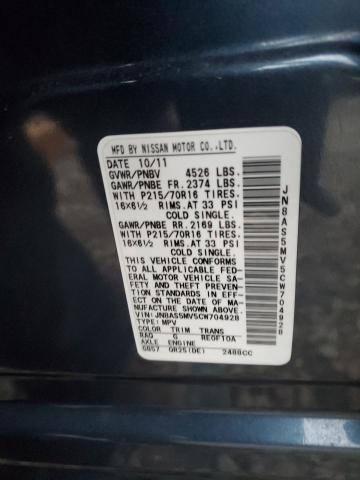 MFD BY NISSAN MOTOR CO.,LTD.
DATE 10/11
GVWR/PNBV 4526 LBS.
GAWR/PNBE FR. 2374 LBS.
WITH P215/70R16 TIRES.
16X6½ RIMS.AT 33 PSI
COLD SINGLE.
GAWR/PNBE RR. 2169 LBS.
WITH P215/70R16 TIRES.
16X6½ RIMS.AT 33 PSI
COLD SINGLE.
THIS VEHICLE CONFORMS
TO ALL APPLICABLE FED-
ERAL MOTOR VEHICLE SA-
FETY AND THEFT PREVEN
TION STANDARDS IN EFF
ECT ON THE DATE OF MA-
NUFACTURE SHOWN ABOVE.
VIN:JN8AS5MV5CW704928
TYPE:MPV
COLOR TRIM TRANS
RAQ G RE0F10A
AXLE ENGINE
GB57 QR25(DE) 2488CC
JN8AS5MV5CW704928